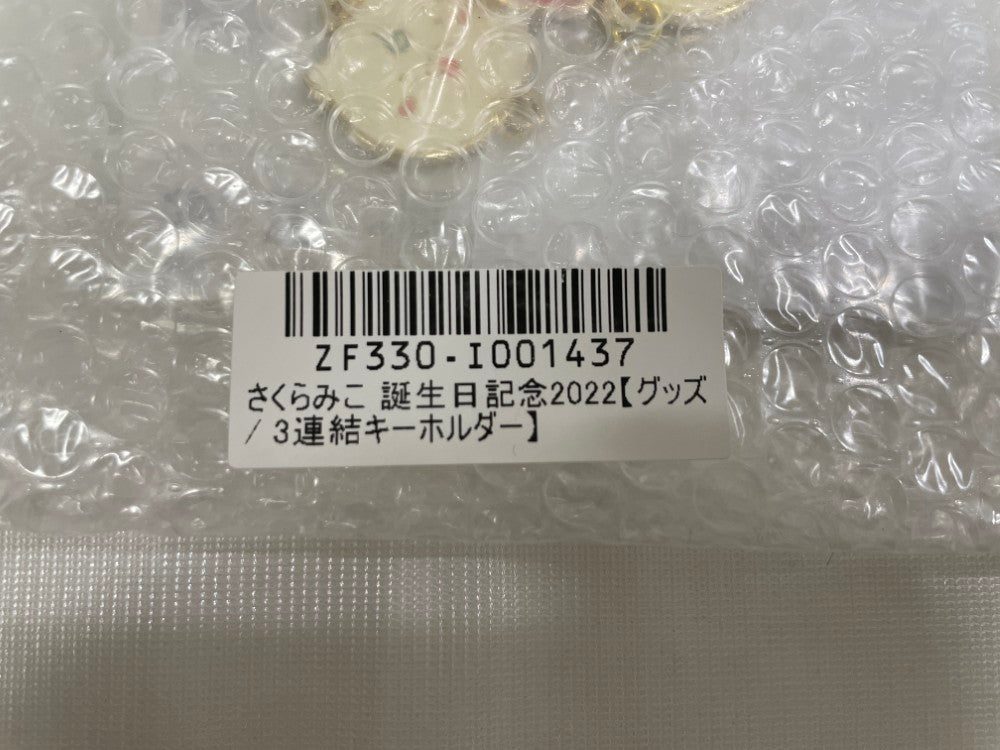 ZF330-I001437
さくらみこ 誕生日記念2022【グッズ
/ 3連結キーホルダー】